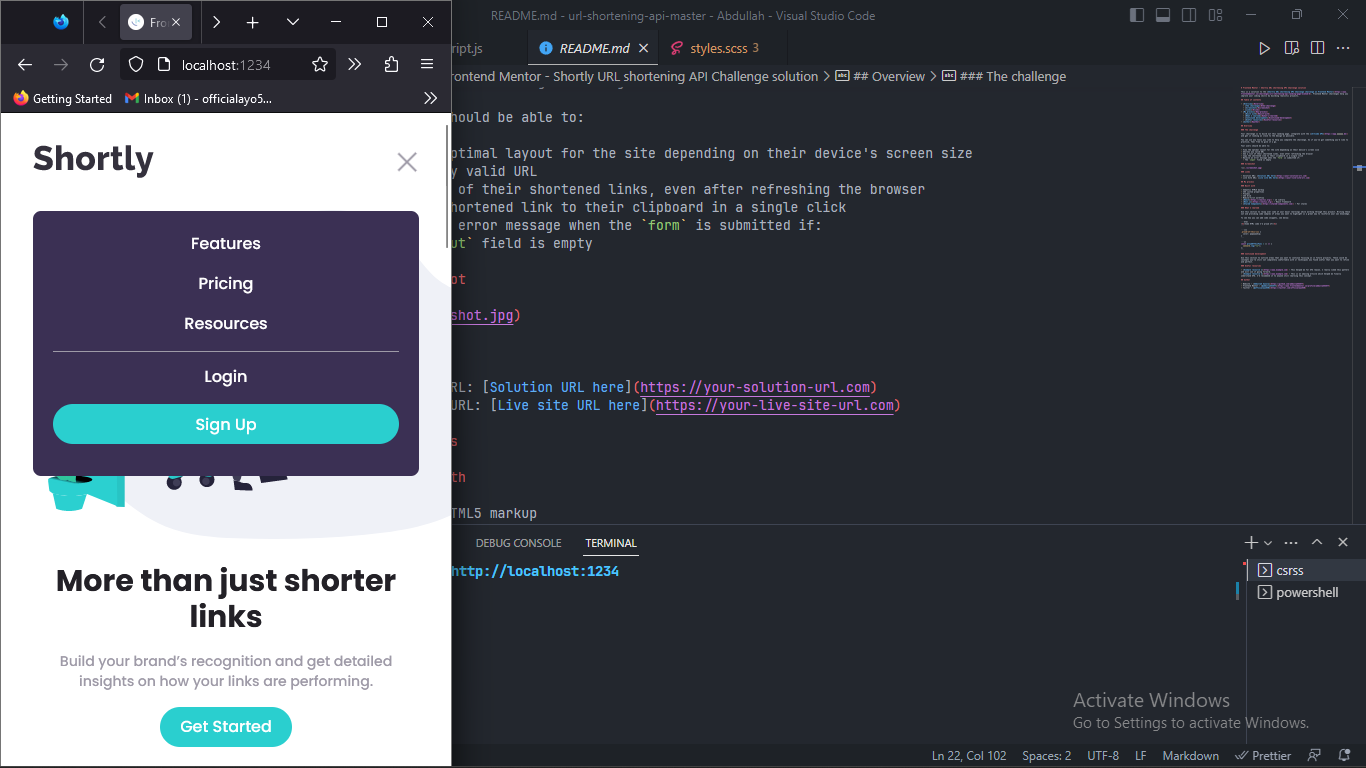 README.md - url-shortening-api-master - Abdullah - Visual Studio Code
Fro
localhost:1234
Getting Started
Inbox (1) - officialayo5...
Shortly
Features
Pricing
Resources
Login
Sign Up
More than just shorter
links
Build your brand’s recognition and get detailed
insights on how your links are performing.
Get Started
ript.js
README.md
styles.scss 3
rontend Mentor - Shortly URL shortening API Challenge solution > ## Overview > ### The challenge
hould be able to:
ptimal layout for the site depending on their device's screen size
y valid URL
of their shortened links, even after refreshing the browser
hortened link to their clipboard in a single click
error message when the `form` is submitted if:
ut` field is empty
ot
shot.jpg)
RL: [Solution URL here](https://your-solution-url.com)
URL: [Live site URL here](https://your-live-site-url.com)
s
th
TML5 markup
DEBUG CONSOLE
TERMINAL
http://localhost:1234
csrss
powershell
Activate Windows
Go to Settings to activate Windows.
Ln 22, Col 102
Spaces: 2
UTF-8
LF
Markdown
Prettier